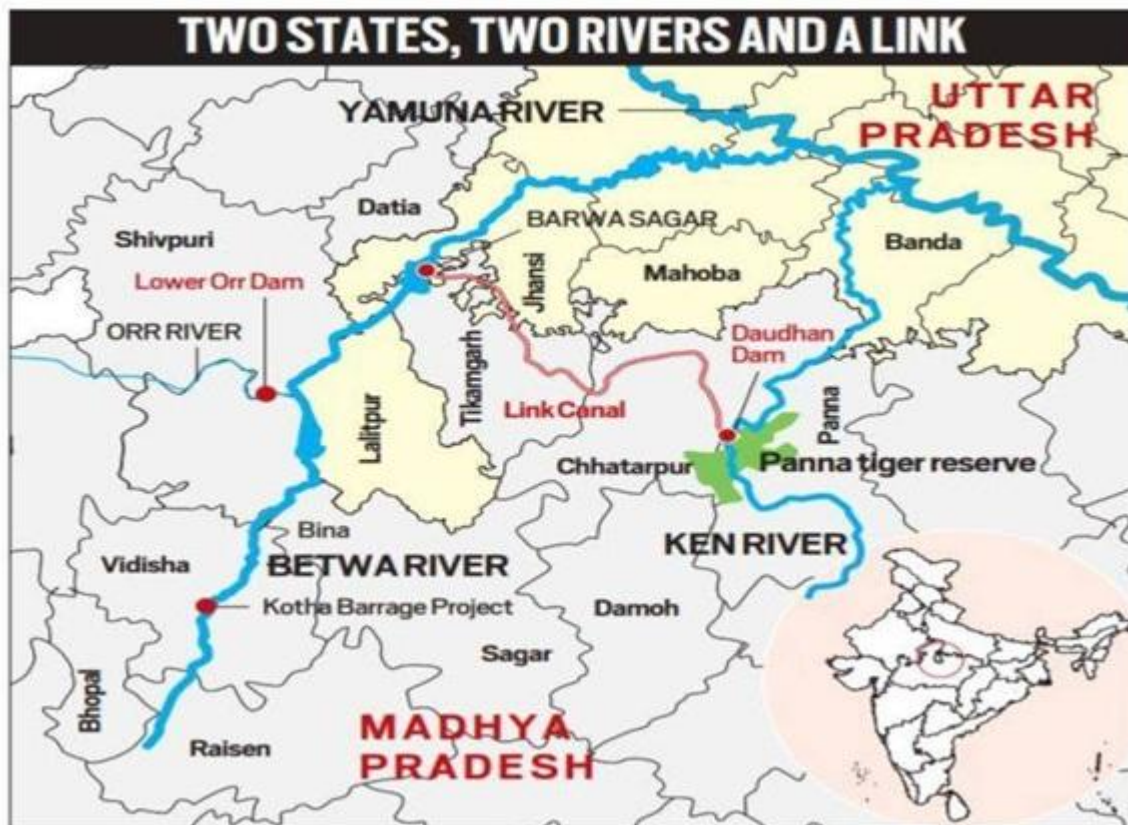 TWO STATES, TWO RIVERS AND A LINK
YAMUNA RIVER
UTTAR
PRADESH
Datia
BARWA SAGAR
Shivpuri
Banda
Lower Orr Dam
Jhansi
Mahoba
ORR RIVER
Daudhan
Dam
Tikamgarh
Link Canal
Lalitpur
Panna
Chhatarpur
Panna tiger reserve
Bina
KEN RIVER
Vidisha
BETWA RIVER
Kotha Barrage Project
Damoh
Sagar
Bhopal
MADHYA
PRADESH
Raisen